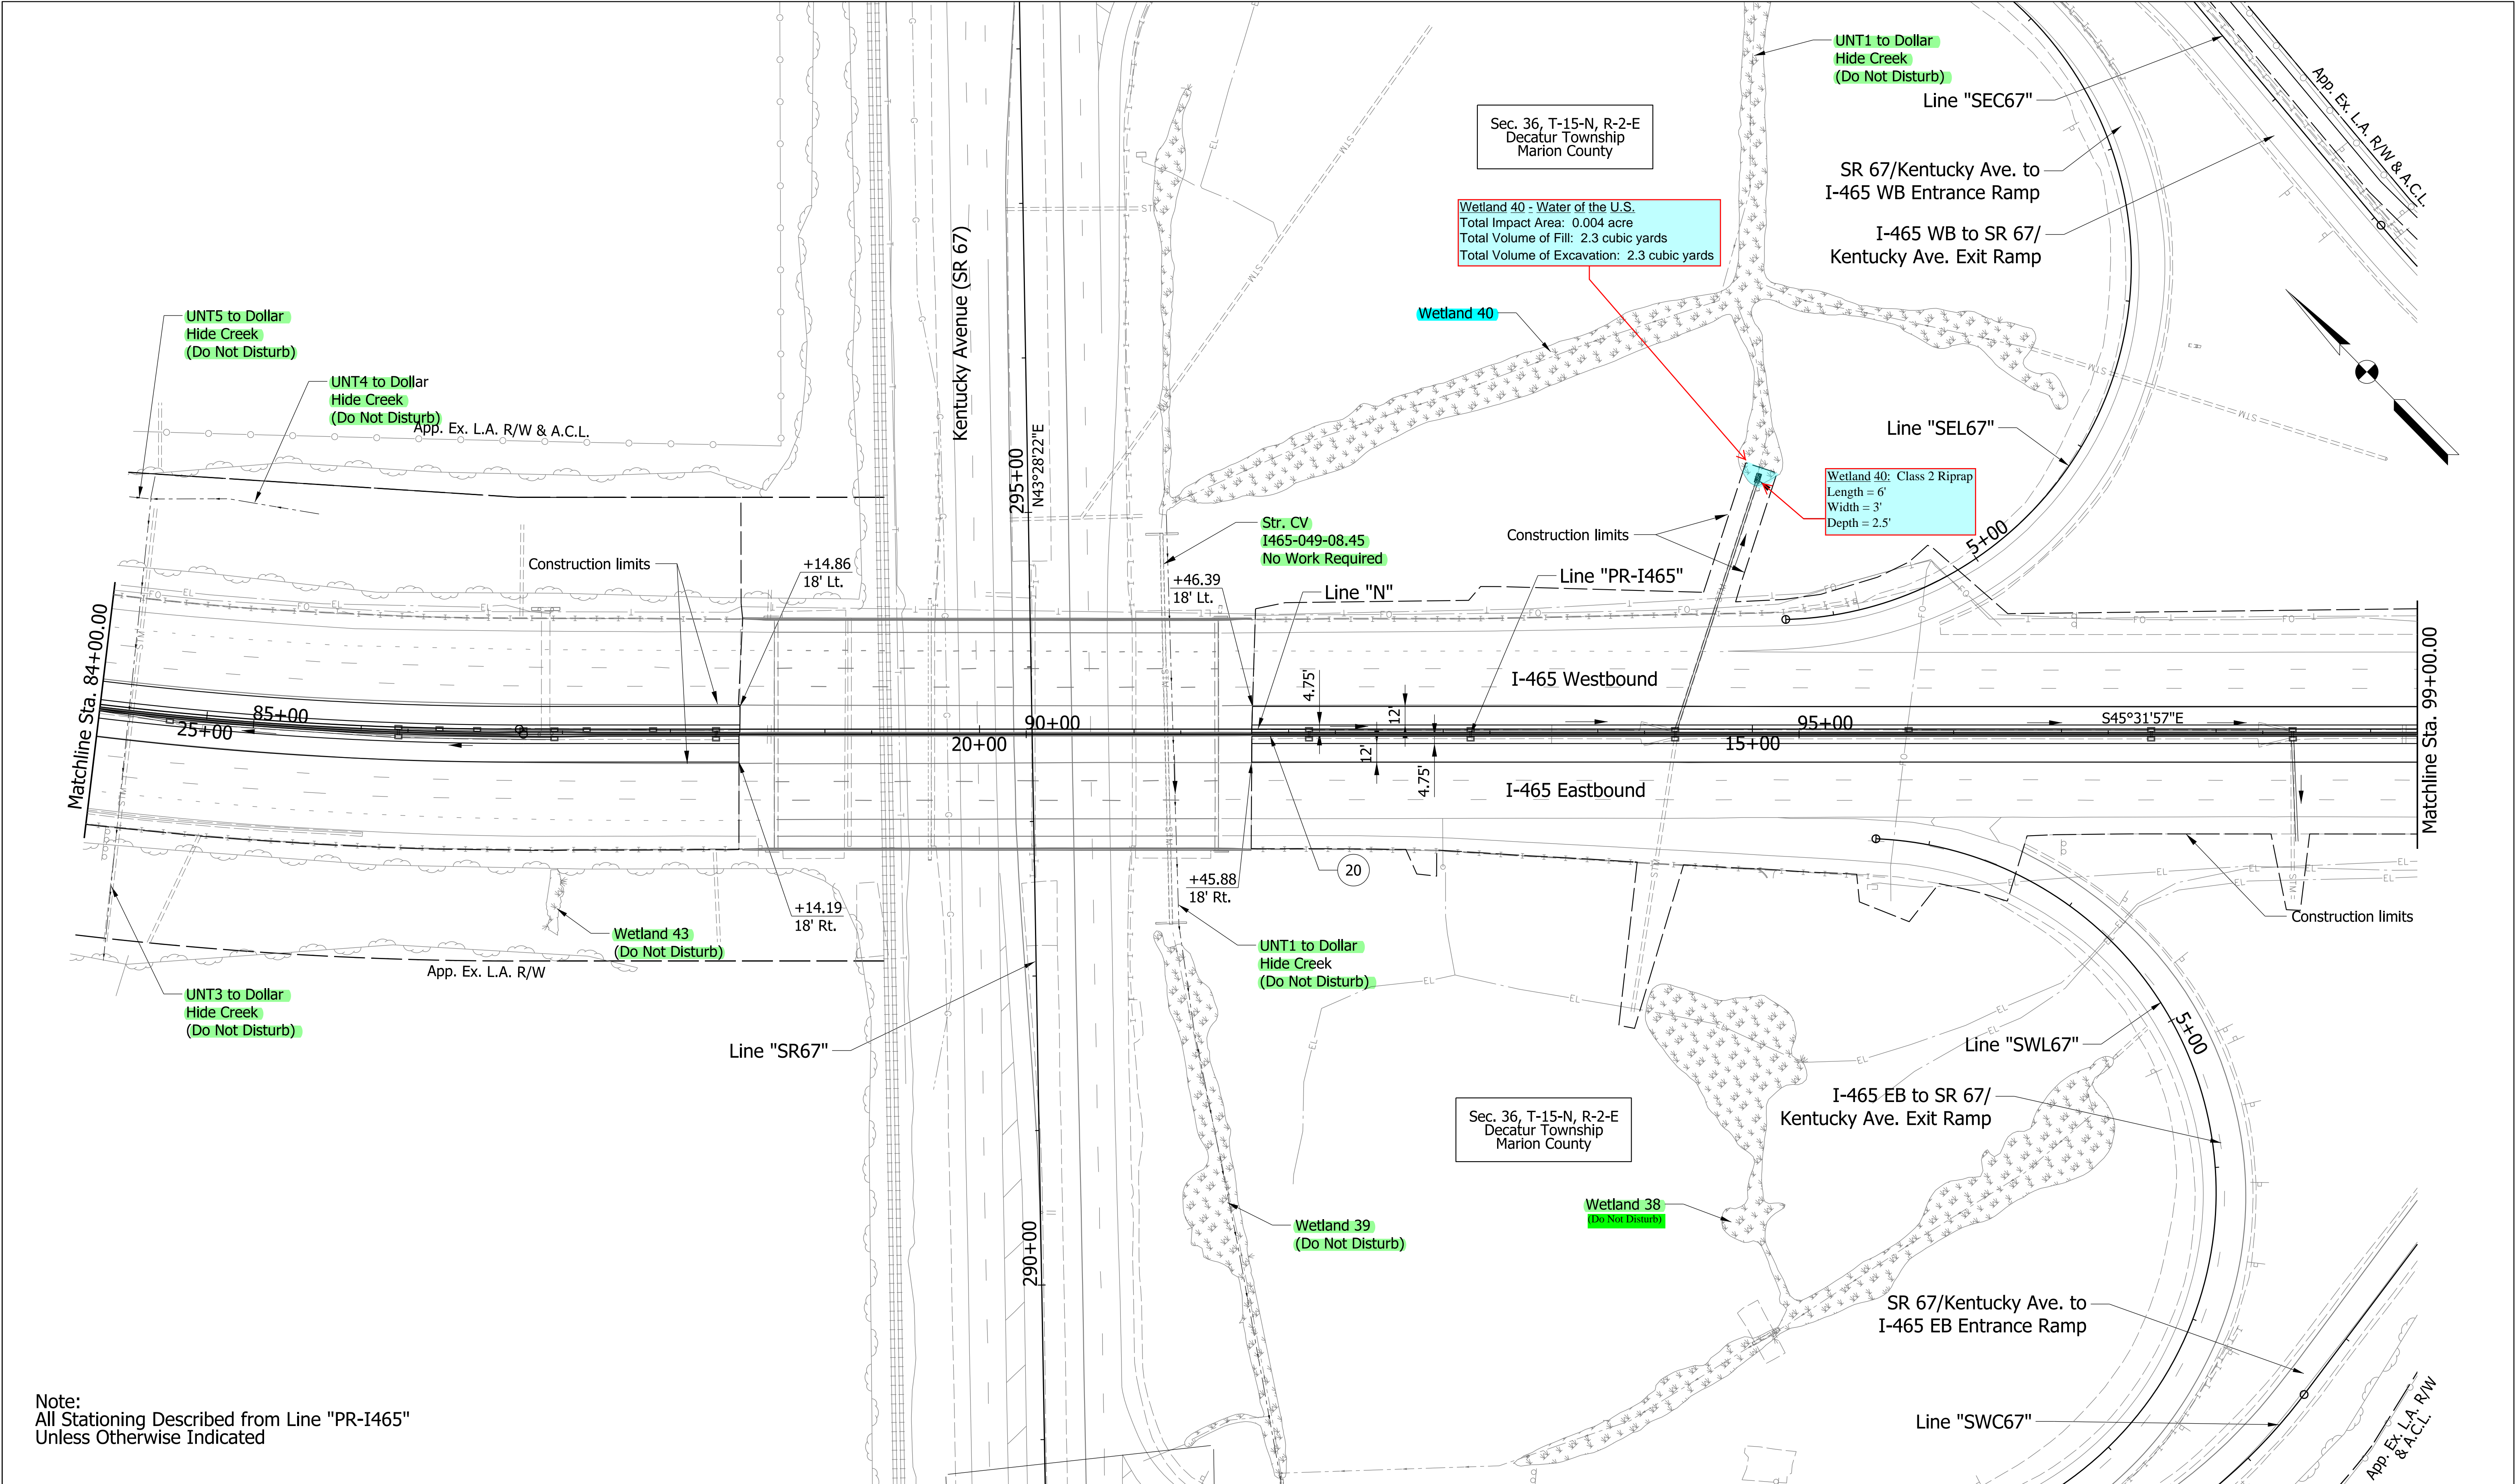 UNT1 to Dollar
Hide Creek
(Do Not Disturb)
Line "SEC67"
App. Ex. L.A. R/W & A.C.L.
Sec. 36, T-15-N, R-2-E
Decatur Township
Marion County
SR 67/Kentucky Ave. to
I-465 WB Entrance Ramp
I-465 WB to SR 67/
Kentucky Ave. Exit Ramp
Wetland 40 - Water of the U.S.
Total Impact Area: 0.004 acre
Total Volume of Fill: 2.3 cubic yards
Total Volume of Excavation: 2.3 cubic yards
Kentucky Avenue (SR 67)
Wetland 40
UNT5 to Dollar
Hide Creek
(Do Not Disturb)
UNT4 to Dollar
Hide Creek
(Do Not Disturb)
App. Ex. L.A. R/W & A.C.L.
295+00
N43°28'22"E
Line "SEL67"
Wetland 40: Class 2 Riprap
Length = 6'
Width = 3'
Depth = 2.5'
5+00
Str. CV
I465-049-08.45
No Work Required
Construction limits
Construction limits
+14.86
18' Lt.
+46.39
18' Lt.
Line "N"
Line "PR-I465"
Matchline Sta. 84+00.00
Matchline Sta. 99+00.00
I-465 Westbound
4.75'
12'
85+00
25+00
90+00
20+00
95+00
15+00
S45°31'57"E
12'
4.75'
I-465 Eastbound
20
+45.88
18' Rt.
+14.19
18' Rt.
Construction limits
Wetland 43
(Do Not Disturb)
App. Ex. L.A. R/W
UNT1 to Dollar
Hide Creek
(Do Not Disturb)
UNT3 to Dollar
Hide Creek
(Do Not Disturb)
Line "SR67"
Line "SWL67"
5+00
I-465 EB to SR 67/
Kentucky Ave. Exit Ramp
Sec. 36, T-15-N, R-2-E
Decatur Township
Marion County
Wetland 38
(Do Not Disturb)
Wetland 39
(Do Not Disturb)
290+00
SR 67/Kentucky Ave. to
I-465 EB Entrance Ramp
Line "SWC67"
App. Ex. L.A. R/W
& A.C.L.
Note:
All Stationing Described from Line "PR-I465"
Unless Otherwise Indicated